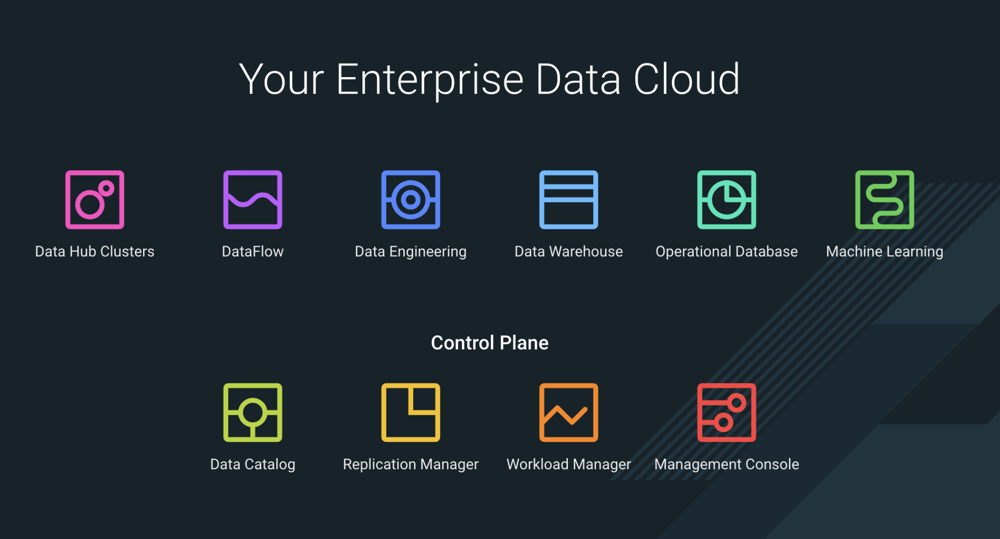 Your Enterprise Data Cloud
Data Hub Clusters
DataFlow
Data Engineering
Data Warehouse
Operational Database
Machine Learning
Control Plane
Data Catalog
Replication Manager
Workload Manager
Management Console